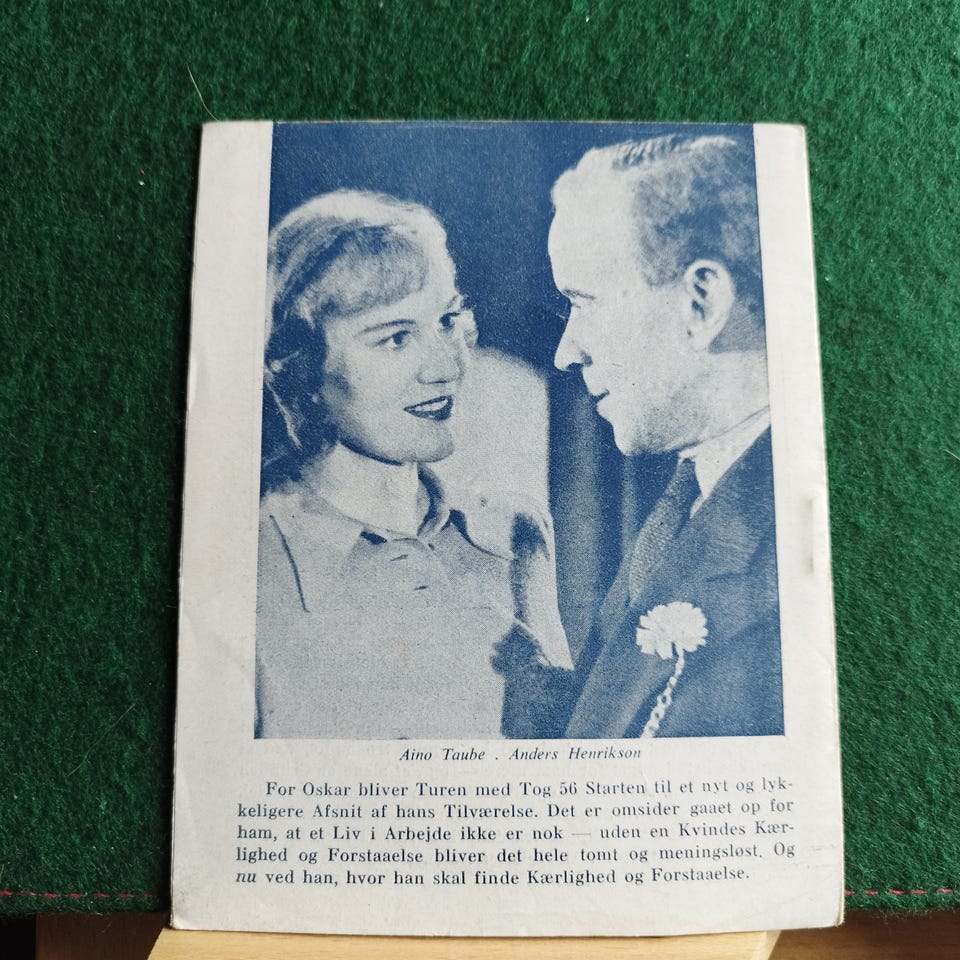 Aino Taube . Anders Henrikson
For Oskar bliver Turen med Tog 56 Starten til et nyt og lyk-
keligere Afsnit af hans Tilværelse. Det er omsider gaaet op for
ham, at et Liv i Arbejde ikke er nok — uden en Kvindes Kær-
lighed og Forstaaelse bliver det hele tomt og meningsløst. Og
nu ved han, hvor han skal finde Kærlighed og Forstaaelse.